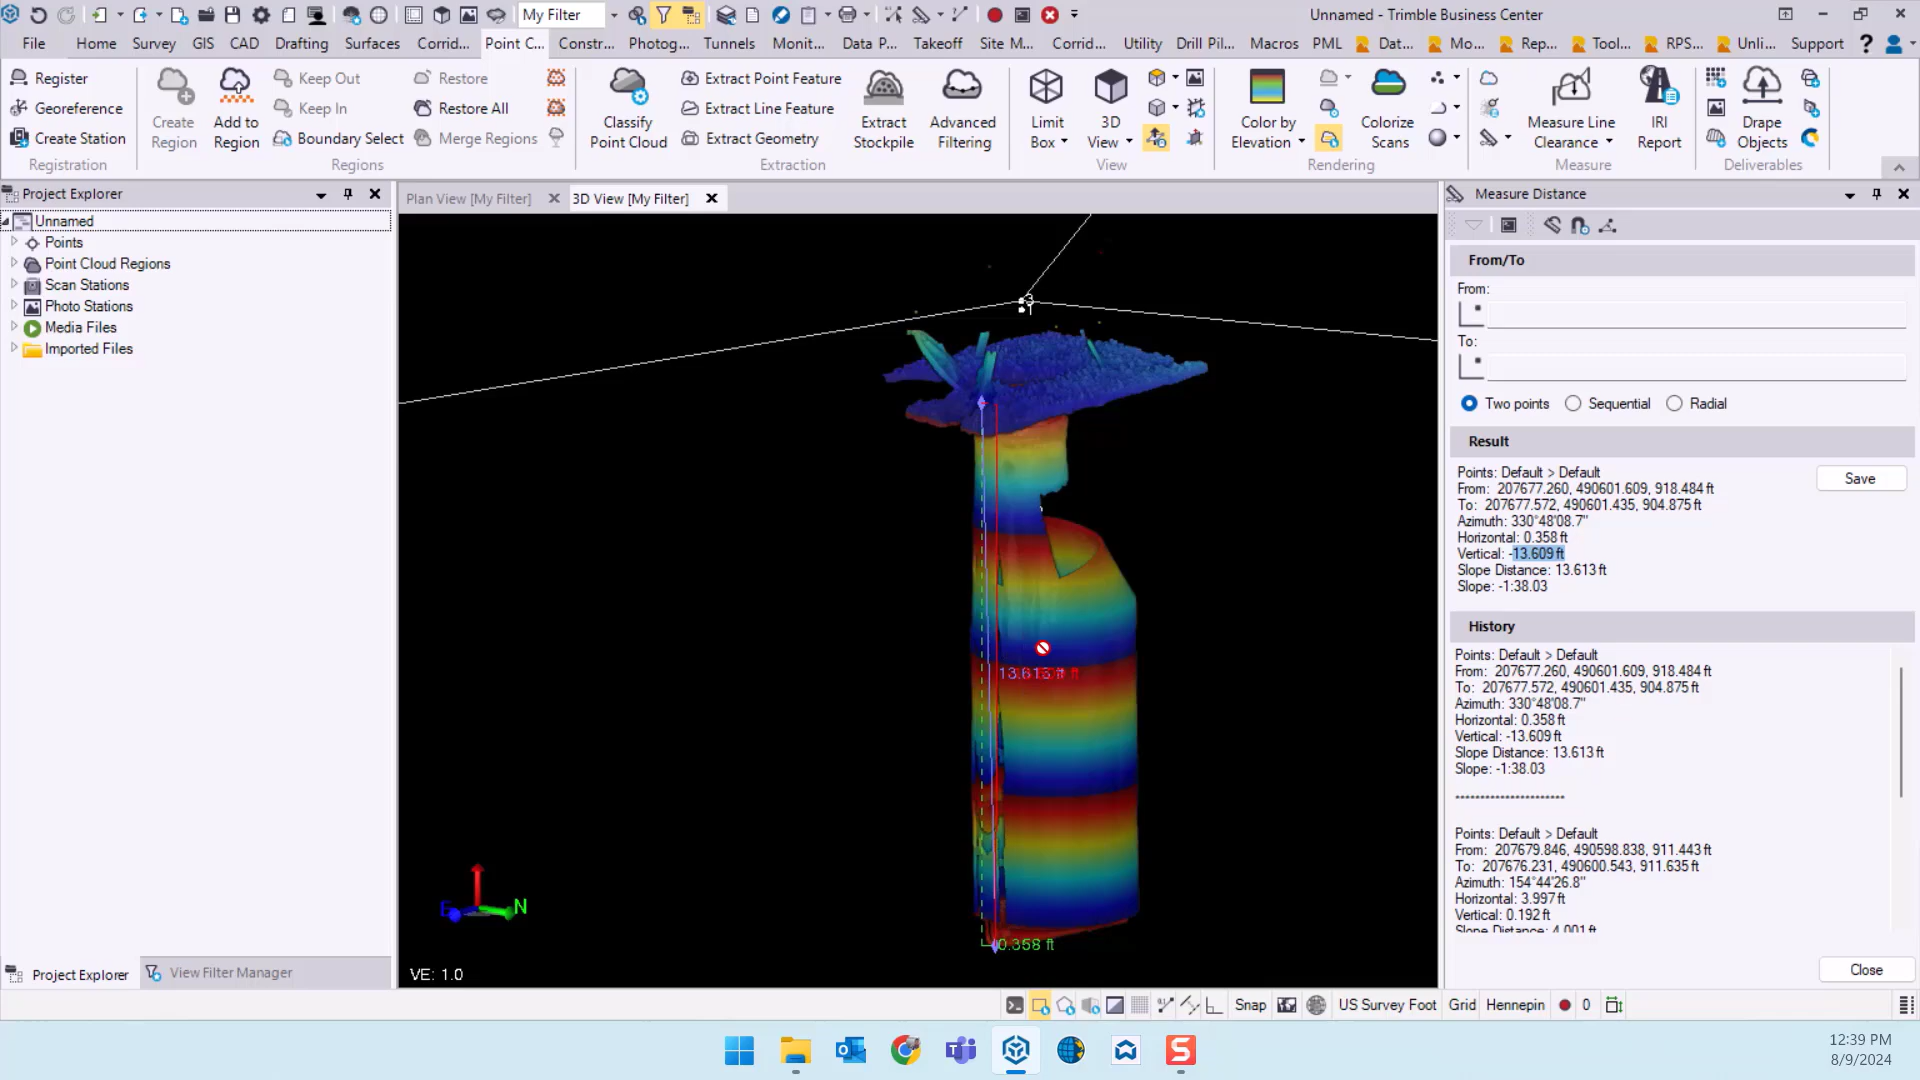 My Filter
Unnamed - Trimble Business Center
File Home Survey GIS CAD Drafting Surfaces Corrid... Point C... Constr... Photog... Tunnels Monit... Data P... Takeoff Site M... Corrid... Utility Drill Pil... Macros PML Dat... Mo... Rep... Tool... RPS... Unli... Support ?
Register
Georeference
Create Station
Registration
Create Region
Add to Region
Keep Out
Keep In
Boundary Select
Restore
Restore All
Merge Regions
Regions
Classify Point Cloud
Extract Point Feature
Extract Line Feature
Extract Geometry
Extract Stockpile
Advanced Filtering
Extraction
Limit Box
3D View
View
Color by Elevation
Colorize Scans
Rendering
Measure Line Clearance
IRI Report
Measure
Drape Objects
Deliverables
Project Explorer
Unnamed
Points
Point Cloud Regions
Scan Stations
Photo Stations
Media Files
Imported Files
Project Explorer
View Filter Manager
Plan View [My Filter]
3D View [My Filter]
3
1
0.358 ft
E
N
VE: 1.0
Measure Distance
From/To
From:
To:
Two points Sequential Radial
Result
Points: Default > Default
Save
From: 207677.260, 490601.609, 918.484 ft
To: 207677.572, 490601.435, 904.875 ft
Azimuth: 330°48'08.7"
Horizontal: 0.358 ft
Vertical: -13.609 ft
Slope Distance: 13.613 ft
Slope: -1:38.03
History
Points: Default > Default
From: 207677.260, 490601.609, 918.484 ft
To: 207677.572, 490601.435, 904.875 ft
Azimuth: 330°48'08.7"
Horizontal: 0.358 ft
Vertical: -13.609 ft
Slope Distance: 13.613 ft
Slope: -1:38.03
----------------------
Points: Default > Default
From: 207679.846, 490598.838, 911.443 ft
To: 207676.231, 490600.543, 911.635 ft
Azimuth: 154°44'26.8"
Horizontal: 3.997 ft
Vertical: 0.192 ft
Slope Distance: 4.001 ft
Close
Snap
US Survey Foot
Grid
Hennepin
0
12:39 PM
8/9/2024